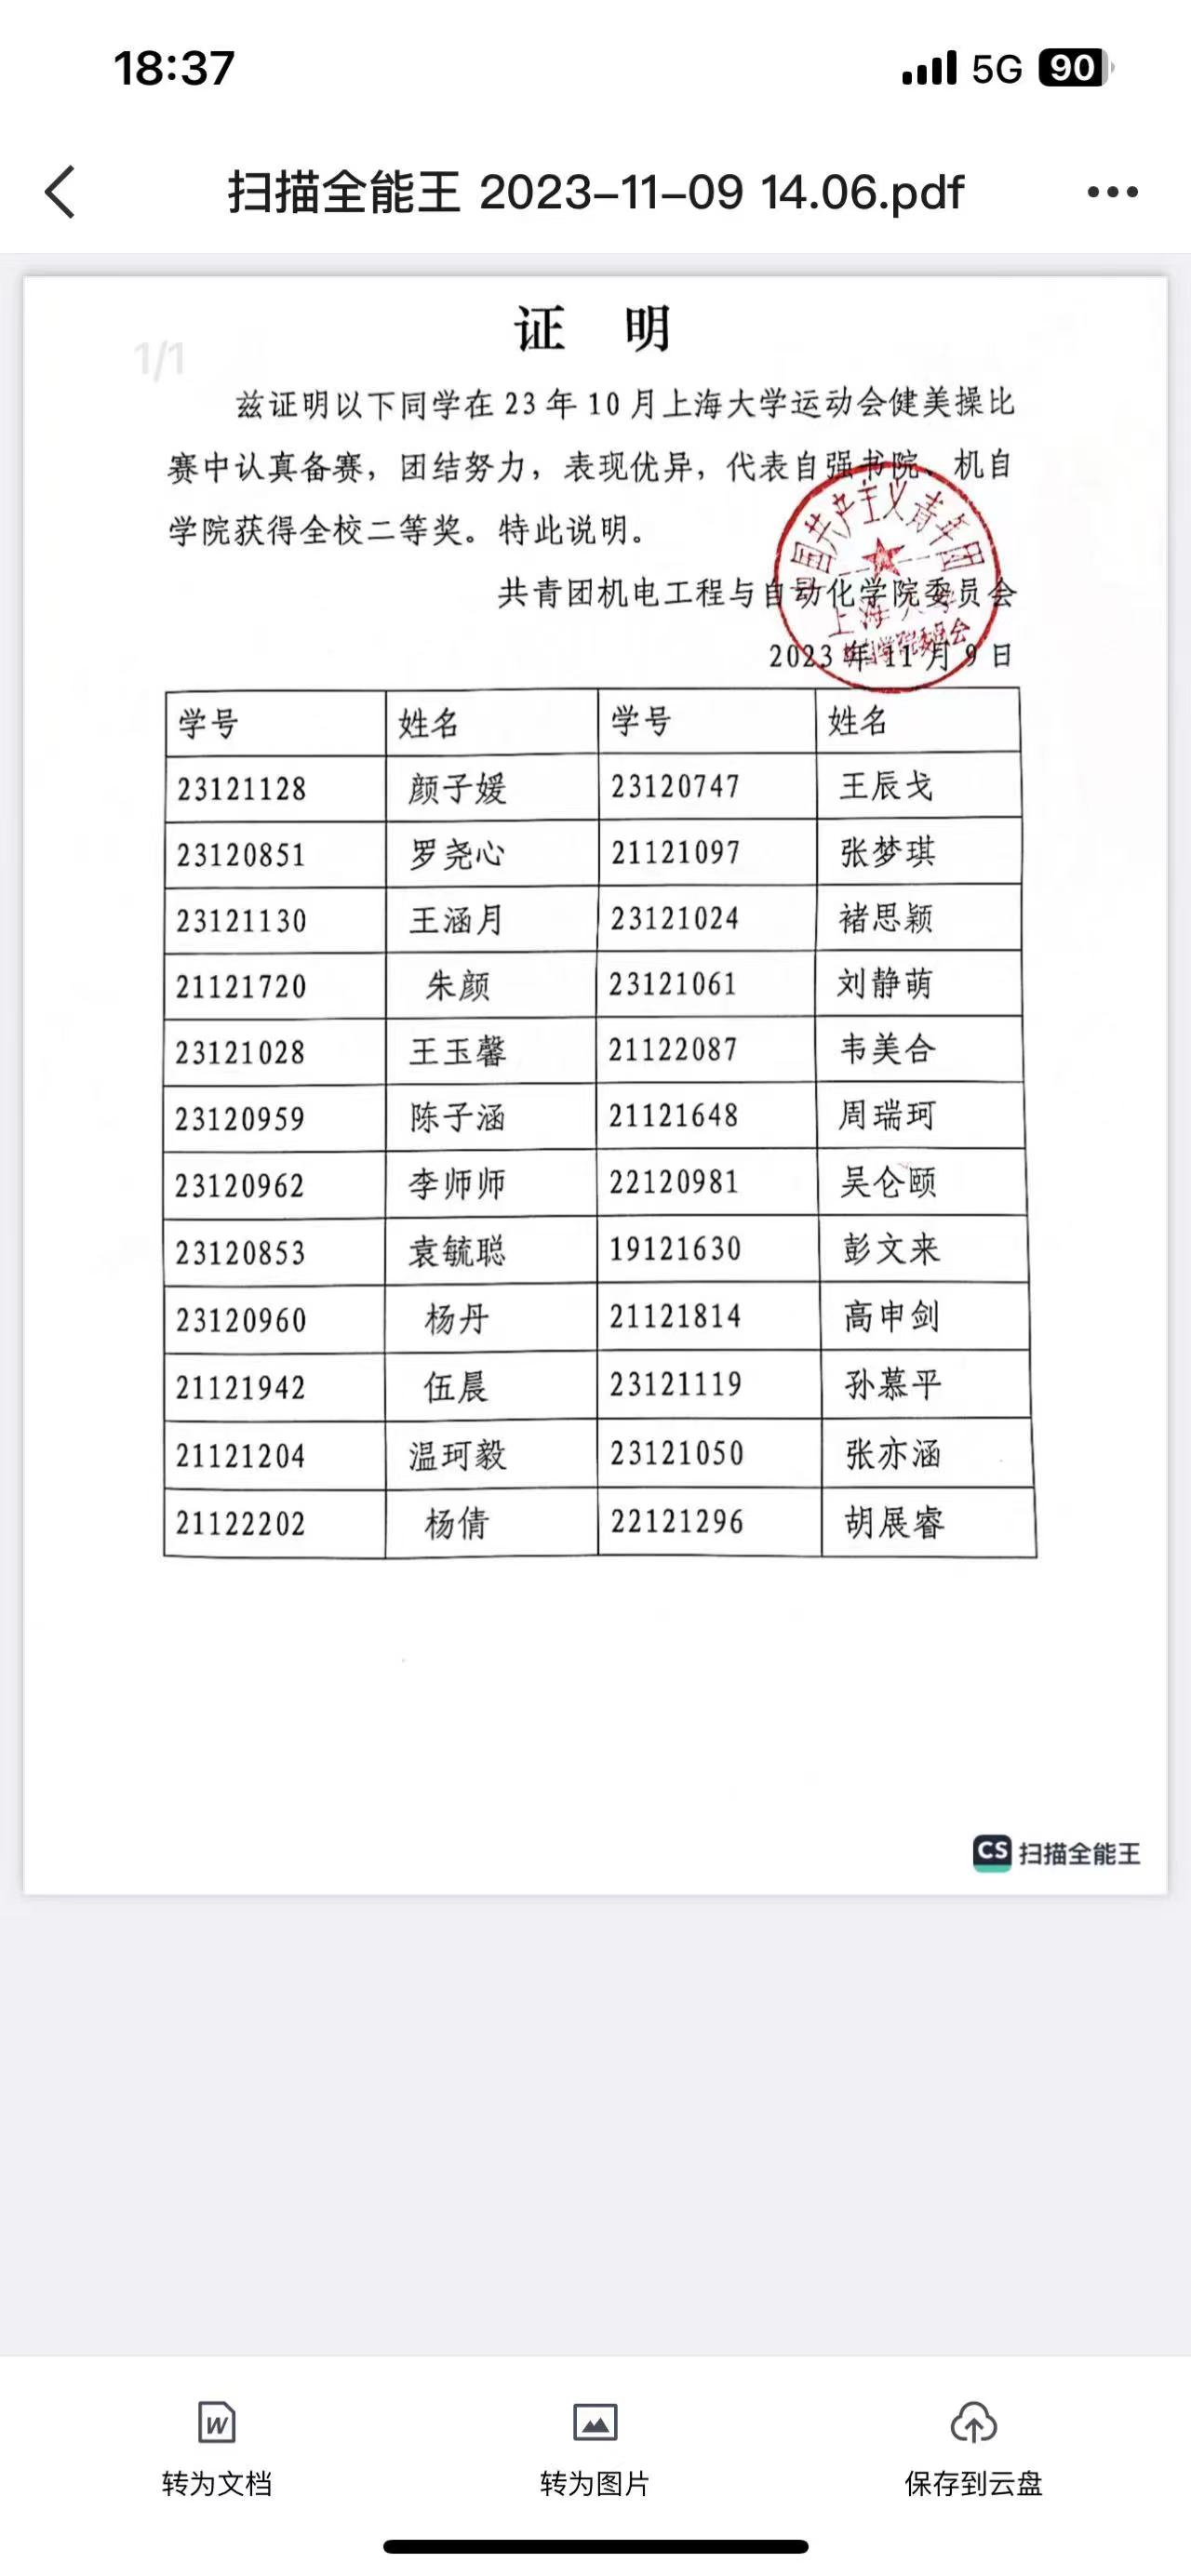 18:37
5G 90
扫描全能王 2023-11-09 14.06.pdf
1/1
证 明
兹证明以下同学在 23 年 10 月上海大学运动会健美操比
赛中认真备赛，团结努力，表现优异，代表自强书院、机自
学院获得全校二等奖。特此说明。
共青团机电工程与自动化学院委员会
2023 年 11 月 9 日
中国共产主义青年团
上海大学
机自学院委员会
学号 姓名 学号 姓名
23121128 颜子媛 23120747 王辰戈
23120851 罗尧心 21121097 张梦琪
23121130 王涵月 23121024 褚思颖
21121720 朱颜 23121061 刘静萌
23121028 王玉馨 21122087 韦美合
23120959 陈子涵 21121648 周瑞珂
23120962 李师师 22120981 吴仑颐
23120853 袁毓聪 19121630 彭文来
23120960 杨丹 21121814 高申剑
21121942 伍晨 23121119 孙慕平
21121204 温珂毅 23121050 张亦涵
21122202 杨倩 22121296 胡展睿
CS 扫描全能王
转为文档 转为图片 保存到云盘